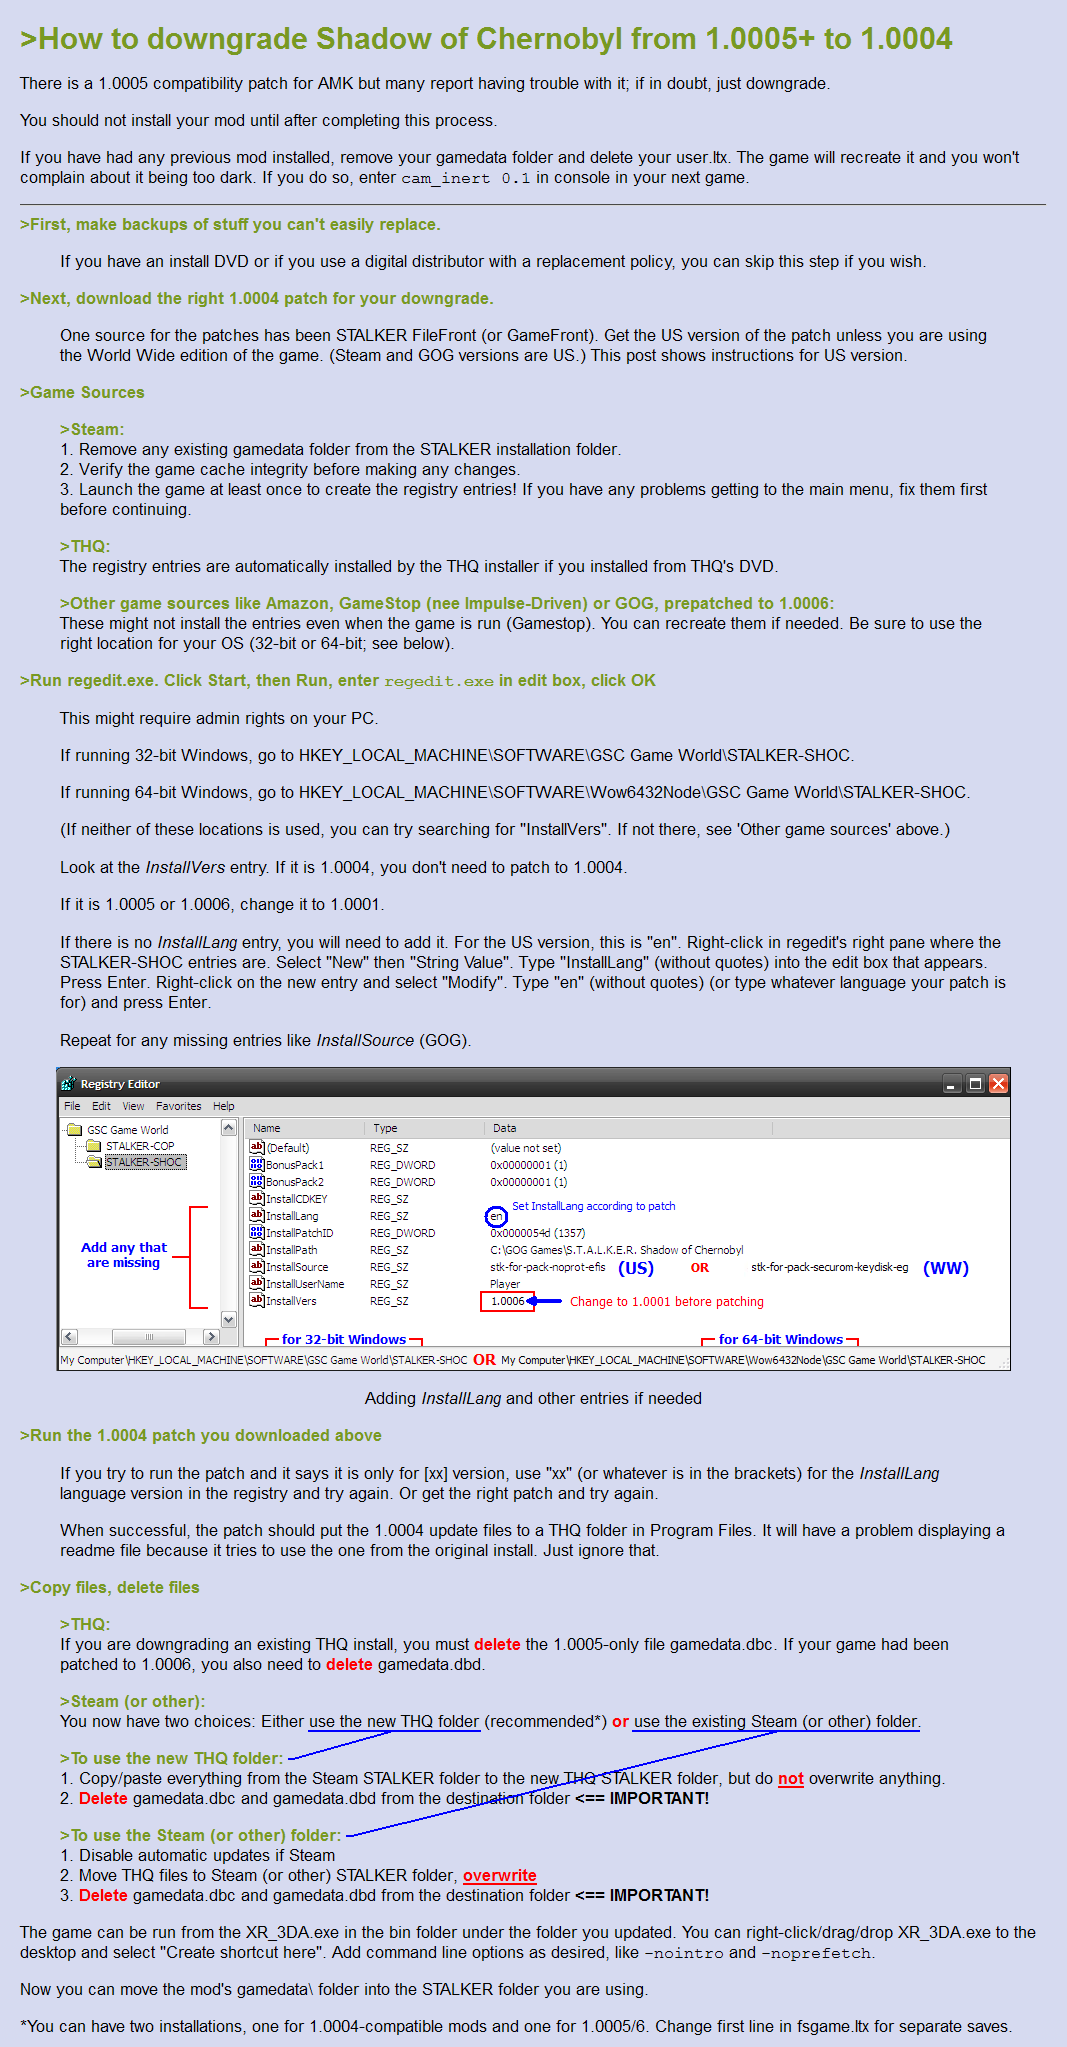 >How to downgrade Shadow of Chernobyl from 1.0005+ to 1.0004
There is a 1.0005 compatibility patch for AMK but many report having trouble with it; if in doubt, just downgrade.
You should not install your mod until after completing this process.
If you have had any previous mod installed, remove your gamedata folder and delete your user.ltx. The game will recreate it and you won't
complain about it being too dark. If you do so, enter cam_inert 0.1 in console in your next game.
>First, make backups of stuff you can't easily replace.
If you have an install DVD or if you use a digital distributor with a replacement policy, you can skip this step if you wish.
>Next, download the right 1.0004 patch for your downgrade.
One source for the patches has been STALKER FileFront (or GameFront). Get the US version of the patch unless you are using
the World Wide edition of the game. (Steam and GOG versions are US.) This post shows instructions for US version.
>Game Sources
>Steam:
1. Remove any existing gamedata folder from the STALKER installation folder.
2. Verify the game cache integrity before making any changes.
3. Launch the game at least once to create the registry entries! If you have any problems getting to the main menu, fix them first
before continuing.
>THQ:
The registry entries are automatically installed by the THQ installer if you installed from THQ's DVD.
>Other game sources like Amazon, GameStop (nee Impulse-Driven) or GOG, prepatched to 1.0006:
These might not install the entries even when the game is run (Gamestop). You can recreate them if needed. Be sure to use the
right location for your OS (32-bit or 64-bit; see below).
>Run regedit.exe. Click Start, then Run, enter regedit.exe in edit box, click OK
This might require admin rights on your PC.
If running 32-bit Windows, go to HKEY_LOCAL_MACHINE\SOFTWARE\GSC Game World\STALKER-SHOC.
If running 64-bit Windows, go to HKEY_LOCAL_MACHINE\SOFTWARE\Wow6432Node\GSC Game World\STALKER-SHOC.
(If neither of these locations is used, you can try searching for "InstallVers". If not there, see 'Other game sources' above.)
Look at the InstallVers entry. If it is 1.0004, you don't need to patch to 1.0004.
If it is 1.0005 or 1.0006, change it to 1.0001.
If there is no InstallLang entry, you will need to add it. For the US version, this is "en". Right-click in regedit's right pane where the
STALKER-SHOC entries are. Select "New" then "String Value". Type "InstallLang" (without quotes) into the edit box that appears.
Press Enter. Right-click on the new entry and select "Modify". Type "en" (without quotes) (or type whatever language your patch is
for) and press Enter.
Repeat for any missing entries like InstallSource (GOG).
Registry Editor
File Edit View Favorites Help
GSC Game World
STALKER-COP
STALKER-SHOC
Add any that
are missing
Name Type Data
(Default) REG_SZ (value not set)
BonusPack1 REG_DWORD 0x00000001 (1)
BonusPack2 REG_DWORD 0x00000001 (1)
InstallCDKEY REG_SZ
Set InstallLang according to patch
InstallLang REG_SZ en
InstallPatchID REG_DWORD 0x0000054d (1357)
InstallPath REG_SZ C:\GOG Games\S.T.A.L.K.E.R. Shadow of Chernobyl
InstallSource REG_SZ stk-for-pack-noprot-efis (US) OR stk-for-pack-securom-keydisk-eg (WW)
InstallUserName REG_SZ Player
InstallVers REG_SZ 1.0006 Change to 1.0001 before patching
for 32-bit Windows for 64-bit Windows
My Computer\HKEY_LOCAL_MACHINE\SOFTWARE\GSC Game World\STALKER-SHOC OR My Computer\HKEY_LOCAL_MACHINE\SOFTWARE\Wow6432Node\GSC Game World\STALKER-SHOC
Adding InstallLang and other entries if needed
>Run the 1.0004 patch you downloaded above
If you try to run the patch and it says it is only for [xx] version, use "xx" (or whatever is in the brackets) for the InstallLang
language version in the registry and try again. Or get the right patch and try again.
When successful, the patch should put the 1.0004 update files to a THQ folder in Program Files. It will have a problem displaying a
readme file because it tries to use the one from the original install. Just ignore that.
>Copy files, delete files
>THQ:
If you are downgrading an existing THQ install, you must delete the 1.0005-only file gamedata.dbc. If your game had been
patched to 1.0006, you also need to delete gamedata.dbd.
>Steam (or other):
You now have two choices: Either use the new THQ folder (recommended*) or use the existing Steam (or other) folder.
>To use the new THQ folder:
1. Copy/paste everything from the Steam STALKER folder to the new THQ STALKER folder, but do not overwrite anything.
2. Delete gamedata.dbc and gamedata.dbd from the destination folder <== IMPORTANT!
>To use the Steam (or other) folder:
1. Disable automatic updates if Steam
2. Move THQ files to Steam (or other) STALKER folder, overwrite
3. Delete gamedata.dbc and gamedata.dbd from the destination folder <== IMPORTANT!
The game can be run from the XR_3DA.exe in the bin folder under the folder you updated. You can right-click/drag/drop XR_3DA.exe to the
desktop and select "Create shortcut here". Add command line options as desired, like -nointro and -noprefetch.
Now you can move the mod's gamedata\ folder into the STALKER folder you are using.
*You can have two installations, one for 1.0004-compatible mods and one for 1.0005/6. Change first line in fsgame.ltx for separate saves.